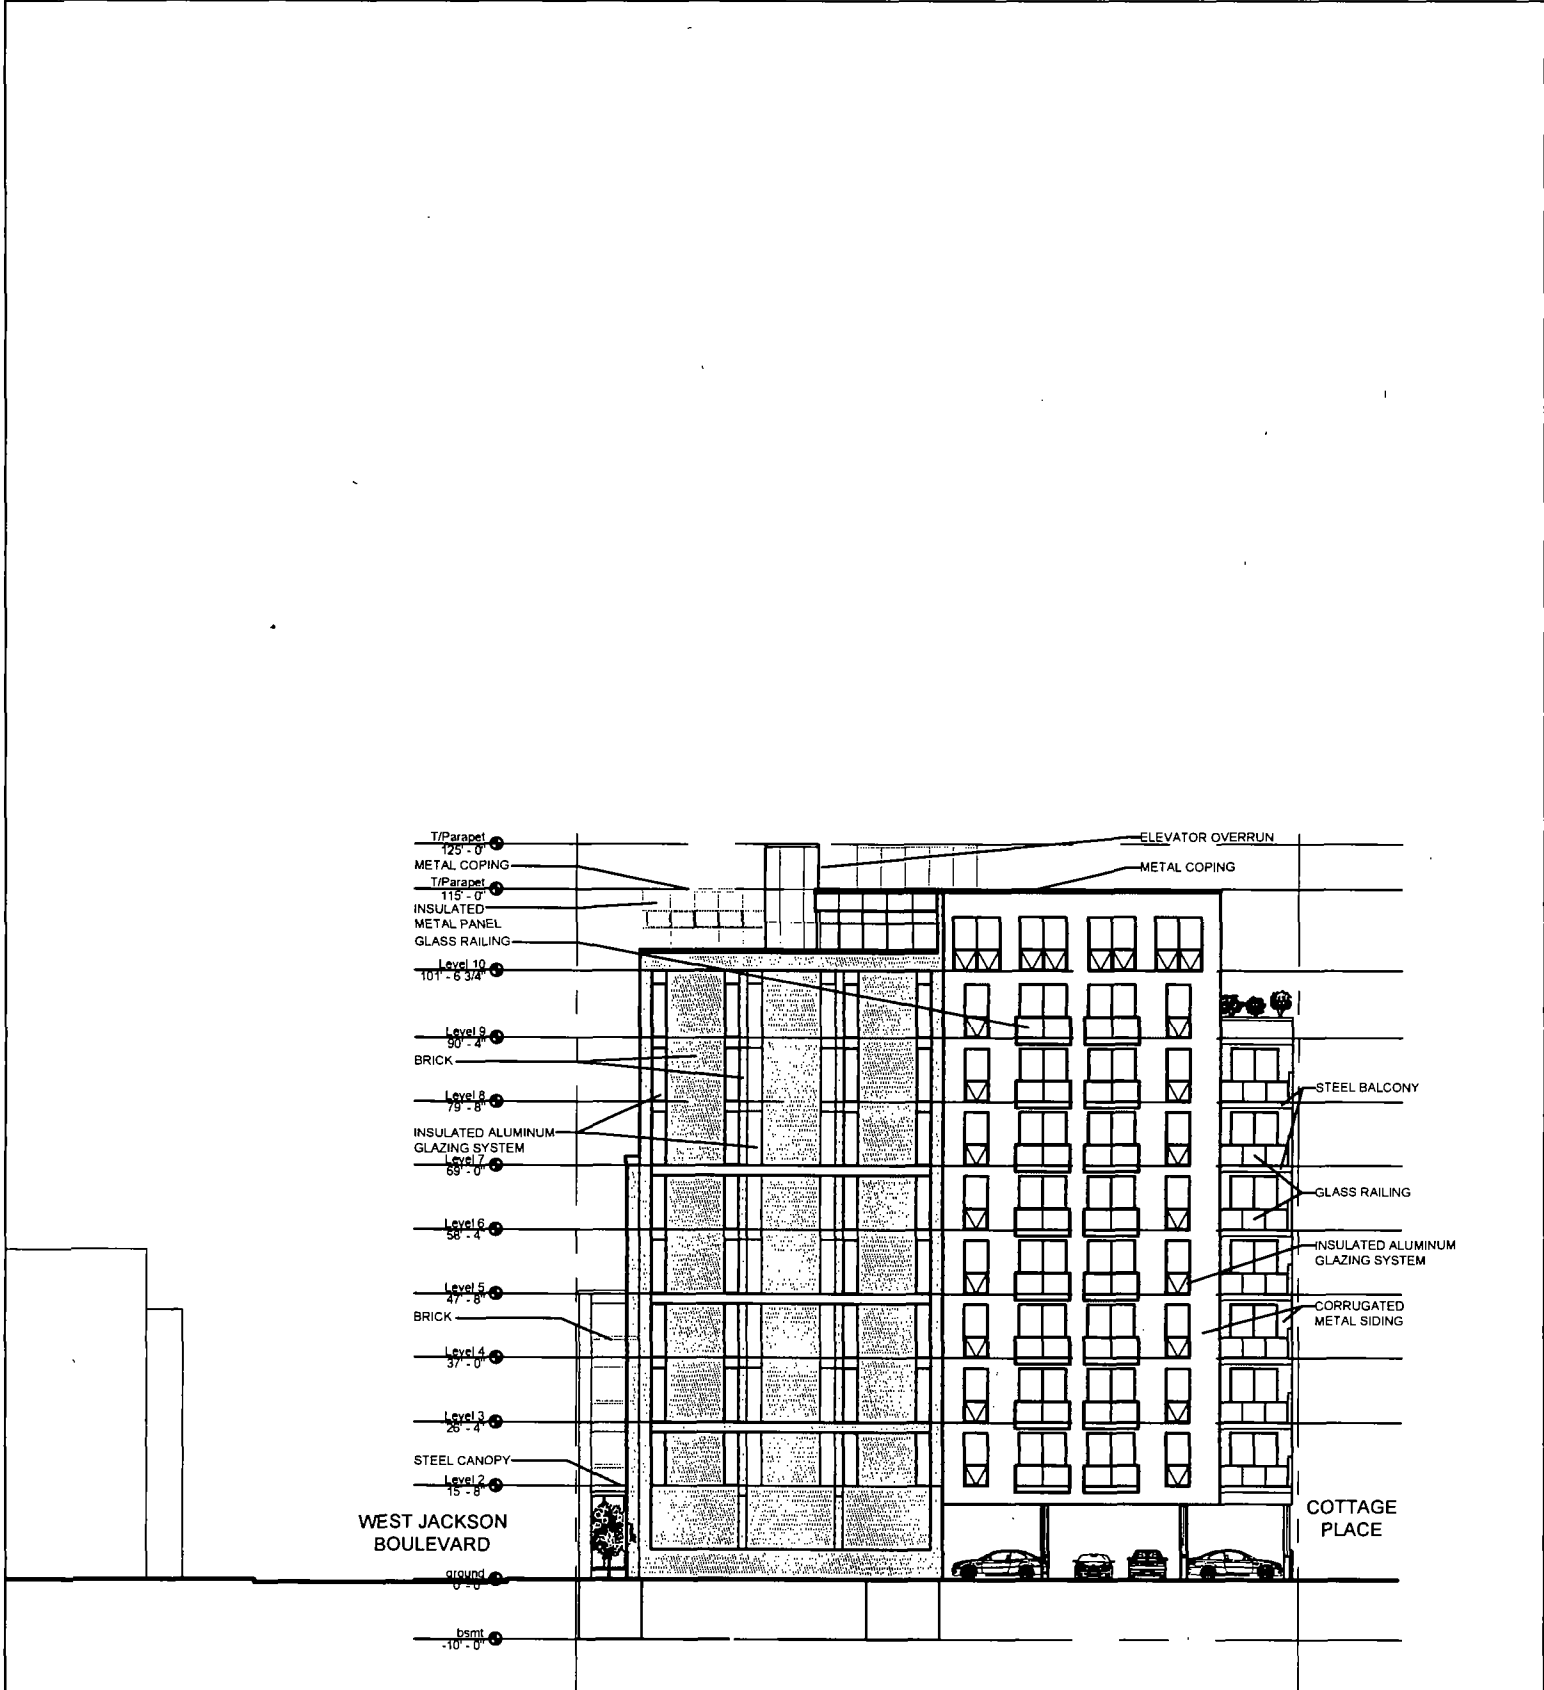 T/Parapet
125' - 0"
METAL COPING
T/Parapet
115' - 0"
INSULATED
METAL PANEL
GLASS RAILING
Level 10
101' - 6 3/4"
Level 9
90' - 4"
BRICK
Level 8
79' - 8"
INSULATED ALUMINUM
GLAZING SYSTEM
Level 7
69' - 0"
Level 6
58' - 4"
Level 5
47' - 8"
BRICK
Level 4
37' - 0"
Level 3
26' - 4"
STEEL CANOPY
Level 2
15' - 8"
WEST JACKSON
BOULEVARD
ground
0' - 0"
bsmt
-10' - 0"
ELEVATOR OVERRUN
METAL COPING
STEEL BALCONY
GLASS RAILING
INSULATED ALUMINUM
GLAZING SYSTEM
CORRUGATED
METAL SIDING
COTTAGE
PLACE